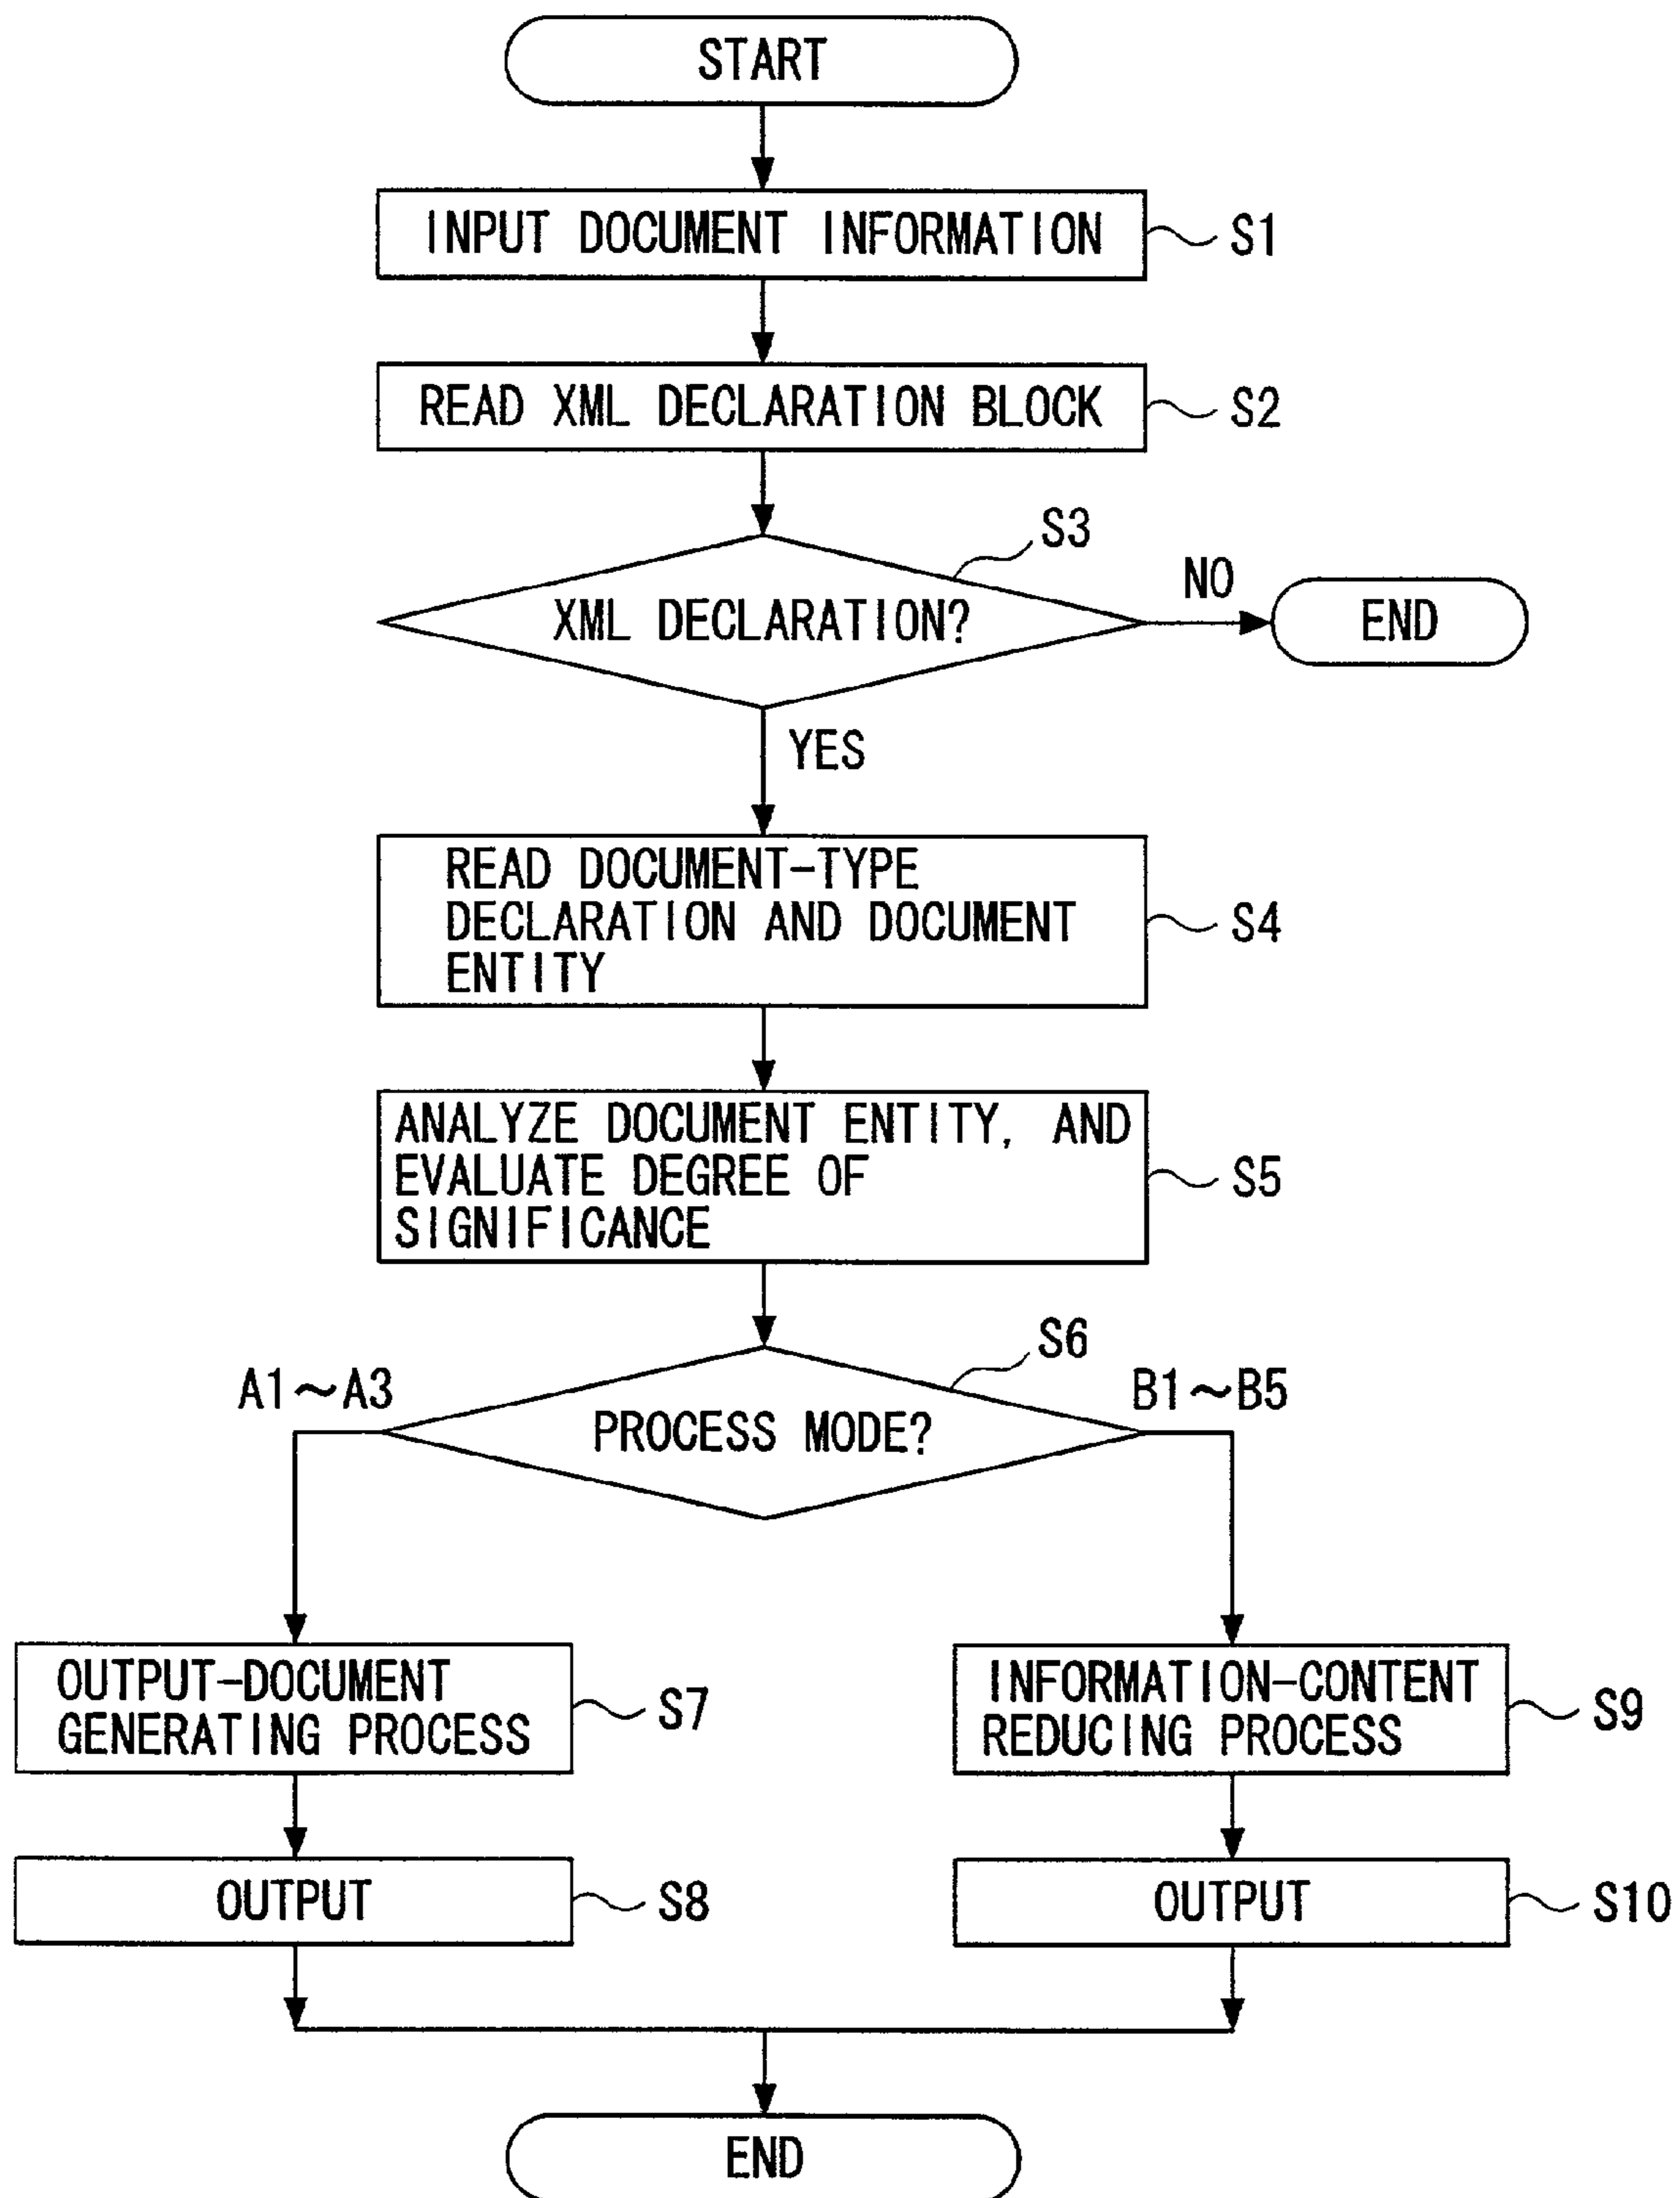 START
INPUT DOCUMENT INFORMATION
S1
READ XML DECLARATION BLOCK
S2
S3
XML DECLARATION?
NO
END
YES
READ DOCUMENT-TYPE
DECLARATION AND DOCUMENT
ENTITY
S4
ANALYZE DOCUMENT ENTITY, AND
EVALUATE DEGREE OF
SIGNIFICANCE
S5
S6
A1~A3
PROCESS MODE?
B1~B5
OUTPUT-DOCUMENT
GENERATING PROCESS
S7
INFORMATION-CONTENT
REDUCING PROCESS
S9
OUTPUT
S8
OUTPUT
S10
END